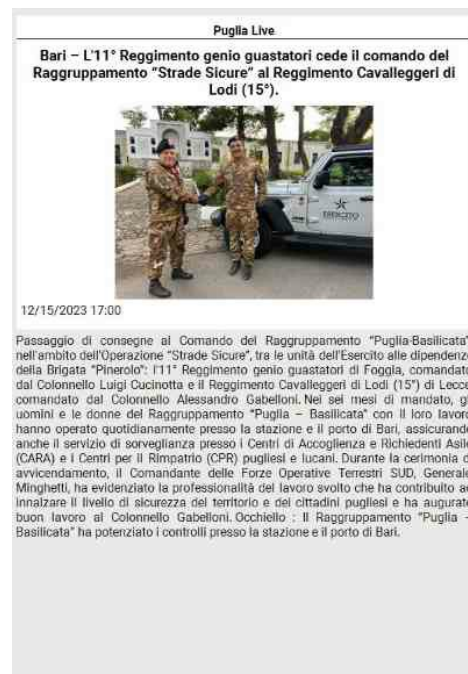 Puglia Live
Bari – L'11° Reggimento genio guastatori cede il comando del
Raggruppamento “Strade Sicure” al Reggimento Cavalleggeri di
Lodi (15°).
ESERCITO
12/15/2023 17:00
Passaggio di consegne al Comando del Raggruppamento “Puglia-Basilicata”
nell'ambito dell'Operazione “Strade Sicure”, tra le unità dell'Esercito alle dipendenze
della Brigata “Pinerolo”: l'11° Reggimento genio guastatori di Foggia, comandato
dal Colonnello Luigi Cucinotta e il Reggimento Cavalleggeri di Lodi (15°) di Lecce
comandato dal Colonnello Alessandro Gabelloni. Nei sei mesi di mandato, gl
uomini e le donne del Raggruppamento “Puglia – Basilicata” con il loro lavoro
hanno operato quotidianamente presso la stazione e il porto di Bari, assicurando
anche il servizio di sorveglianza presso i Centri di Accoglienza e Richiedenti Asilo
(CARA) e i Centri per il Rimpatrio (CPR) pugliesi e lucani. Durante la cerimonia d
avvicendamento, il Comandante delle Forze Operative Terrestri SUD, Generale
Minghetti, ha evidenziato la professionalità del lavoro svolto che ha contribuito ad
innalzare il livello di sicurezza del territorio e dei cittadini pugliesi e ha augurato
buon lavoro al Colonnello Gabelloni. Occhiello : Il Raggruppamento “Puglia –
Basilicata” ha potenziato i controlli presso la stazione e il porto di Bari.